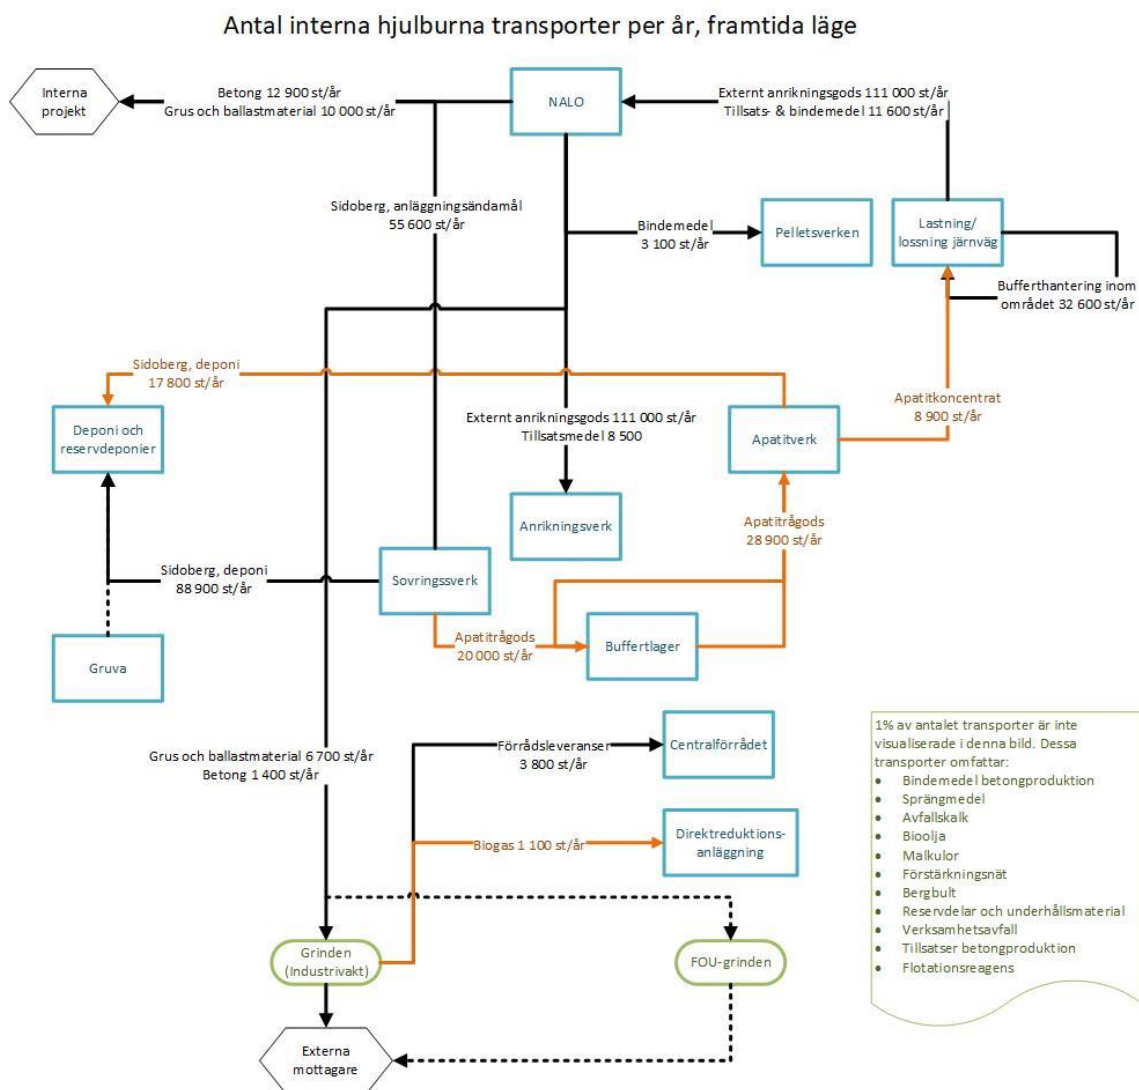 Antal interna hjulburna transporter per år, framtida läge
Interna
projekt
Betong 12 900 st/år
Grus och ballastmaterial 10 000 st/år
NALO
Externt anrikningsgods 111 000 st/år
Tillsats- & bindemedel 11 600 st/år
Sidoberg, anläggningsändamål
55 600 st/år
Bindemedel
3 100 st/år
Pelletsverken
Lastning/
lossning järnväg
Bufferthantering inom
området 32 600 st/år
Sidoberg, deponi
17 800 st/år
Apatitkoncentrat
8 900 st/år
Deponi och
reservdeponier
Externt anrikningsgods 111 000 st/år
Tillsatsmedel 8 500
Apatitverk
Anrikningsverk
Apatitrågods
28 900 st/år
Sidoberg, deponi
88 900 st/år
Sovringssverk
Apatitrågods
20 000 st/år
Buffertlager
Gruva
Grus och ballastmaterial 6 700 st/år
Betong 1 400 st/år
Förrådsleveranser
3 800 st/år
Centralförrådet
Biogas 1 100 st/år
Direktreduktions-
anläggning
Grinden
(Industrivakt)
FOU-grinden
Externa
mottagare
1% av antalet transporter är inte
visualiserade i denna bild. Dessa
transporter omfattar:
• Bindemedel betongproduktion
• Sprängmedel
• Avfallskalk
• Bioolja
• Malkulor
• Förstärkningsnät
• Bergbult
• Reservdelar och underhållsmaterial
• Verksamhetsavfall
• Tillsatser betongproduktion
• Flotationsreagens